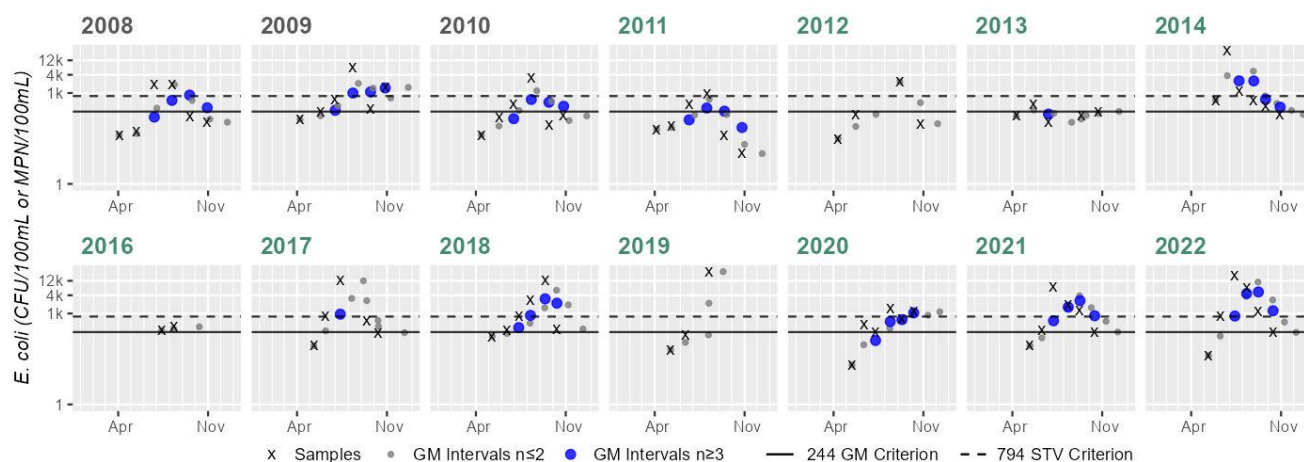 2008 2009 2010 2011 2012 2013 2014
E. coli (CFU/100mL or MPN/100mL)
12k
4k
1k
1
Apr Nov Apr Nov Apr Nov Apr Nov Apr Nov Apr Nov Apr Nov
2016 2017 2018 2019 2020 2021 2022
12k
4k
1k
1
Apr Nov Apr Nov Apr Nov Apr Nov Apr Nov Apr Nov Apr Nov
x Samples GM Intervals n≤2 GM Intervals n≥3 244 GM Criterion 794 STV Criterion